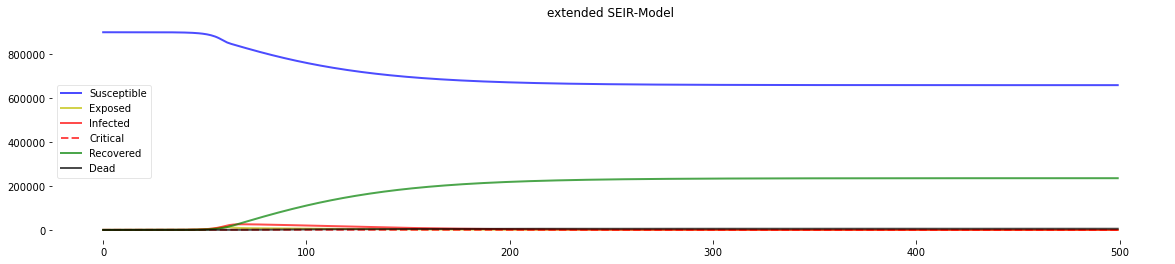 extended SEIR-Model
800000
600000
400000
200000
0
Susceptible
Exposed
Infected
Critical
Recovered
Dead
0
100
200
300
400
500